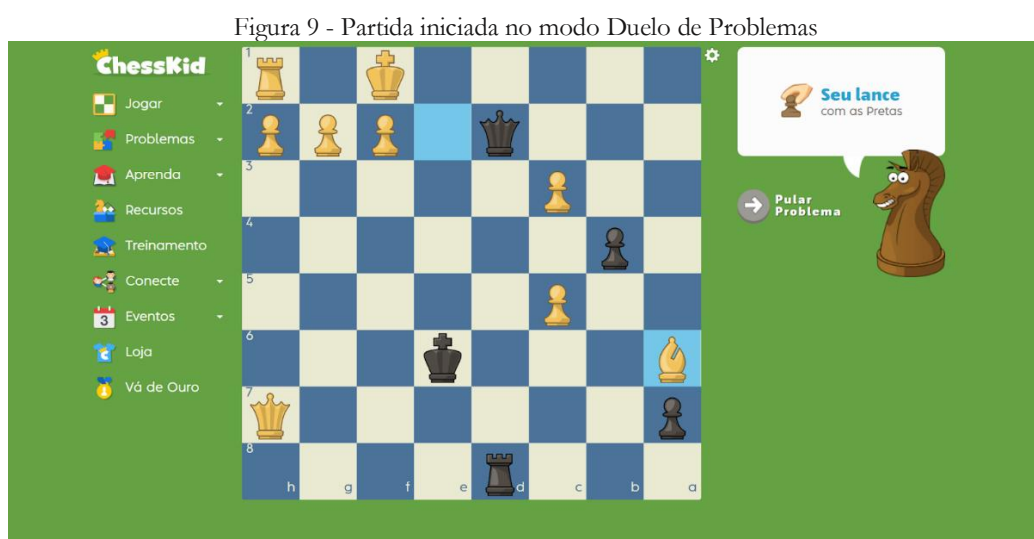 Figura 9 - Partida iniciada no modo Duelo de Problemas
ChessKid
Jogar
Problemas
Aprenda
Recursos
Treinamento
Conecte
3
Eventos
Loja
Vá de Ouro
1
2
3
4
5
6
7
8
h g f e d c b a
Seu lance
com as Pretas
Pular
Problema